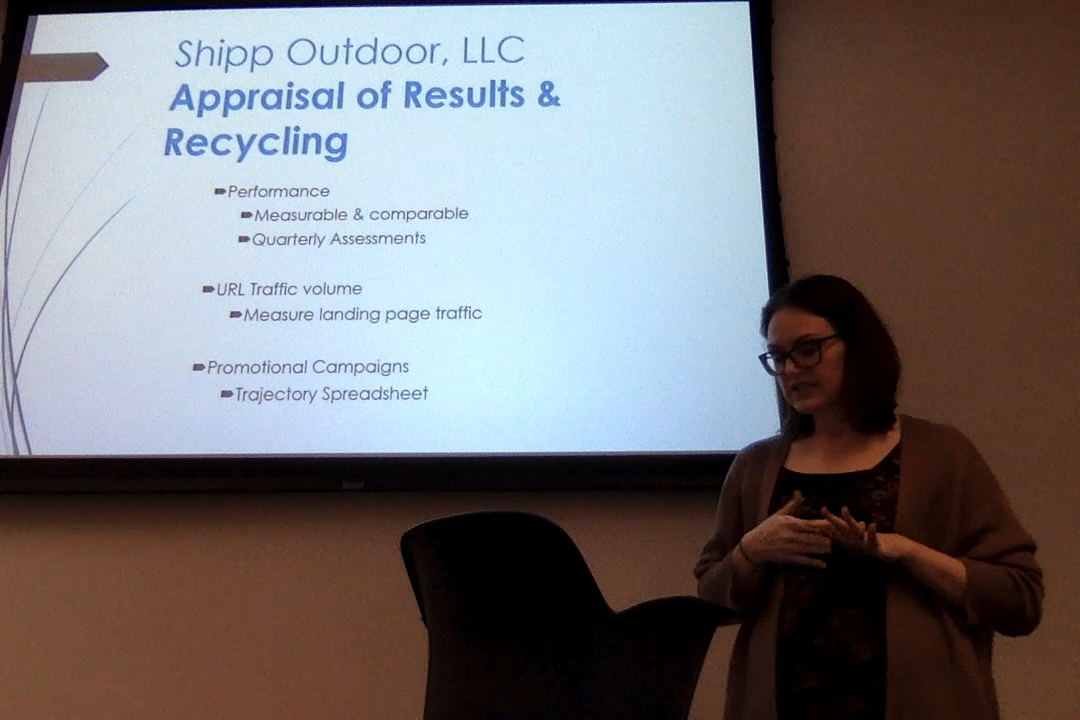 Shipp Outdoor, LLC
Appraisal of Results &
Recycling
Performance
Measurable & comparable
Quarterly Assessments
URL Traffic volume
Measure landing page traffic
Promotional Campaigns
Trajectory Spreadsheet